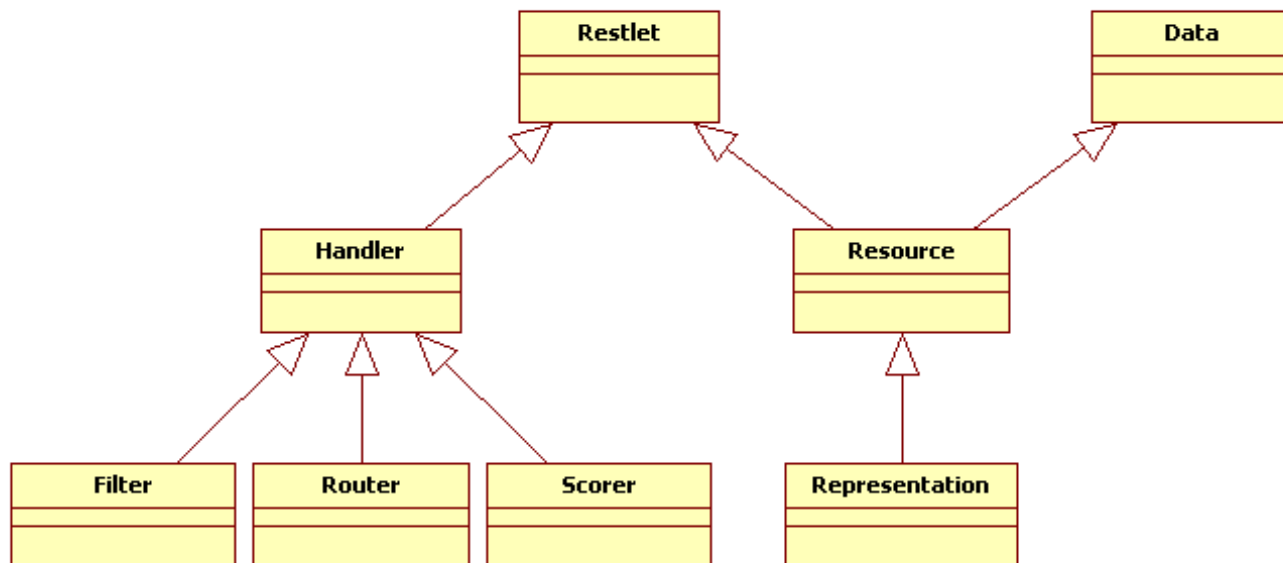 Restlet
Data
Handler
Resource
Filter
Router
Scorer
Representation